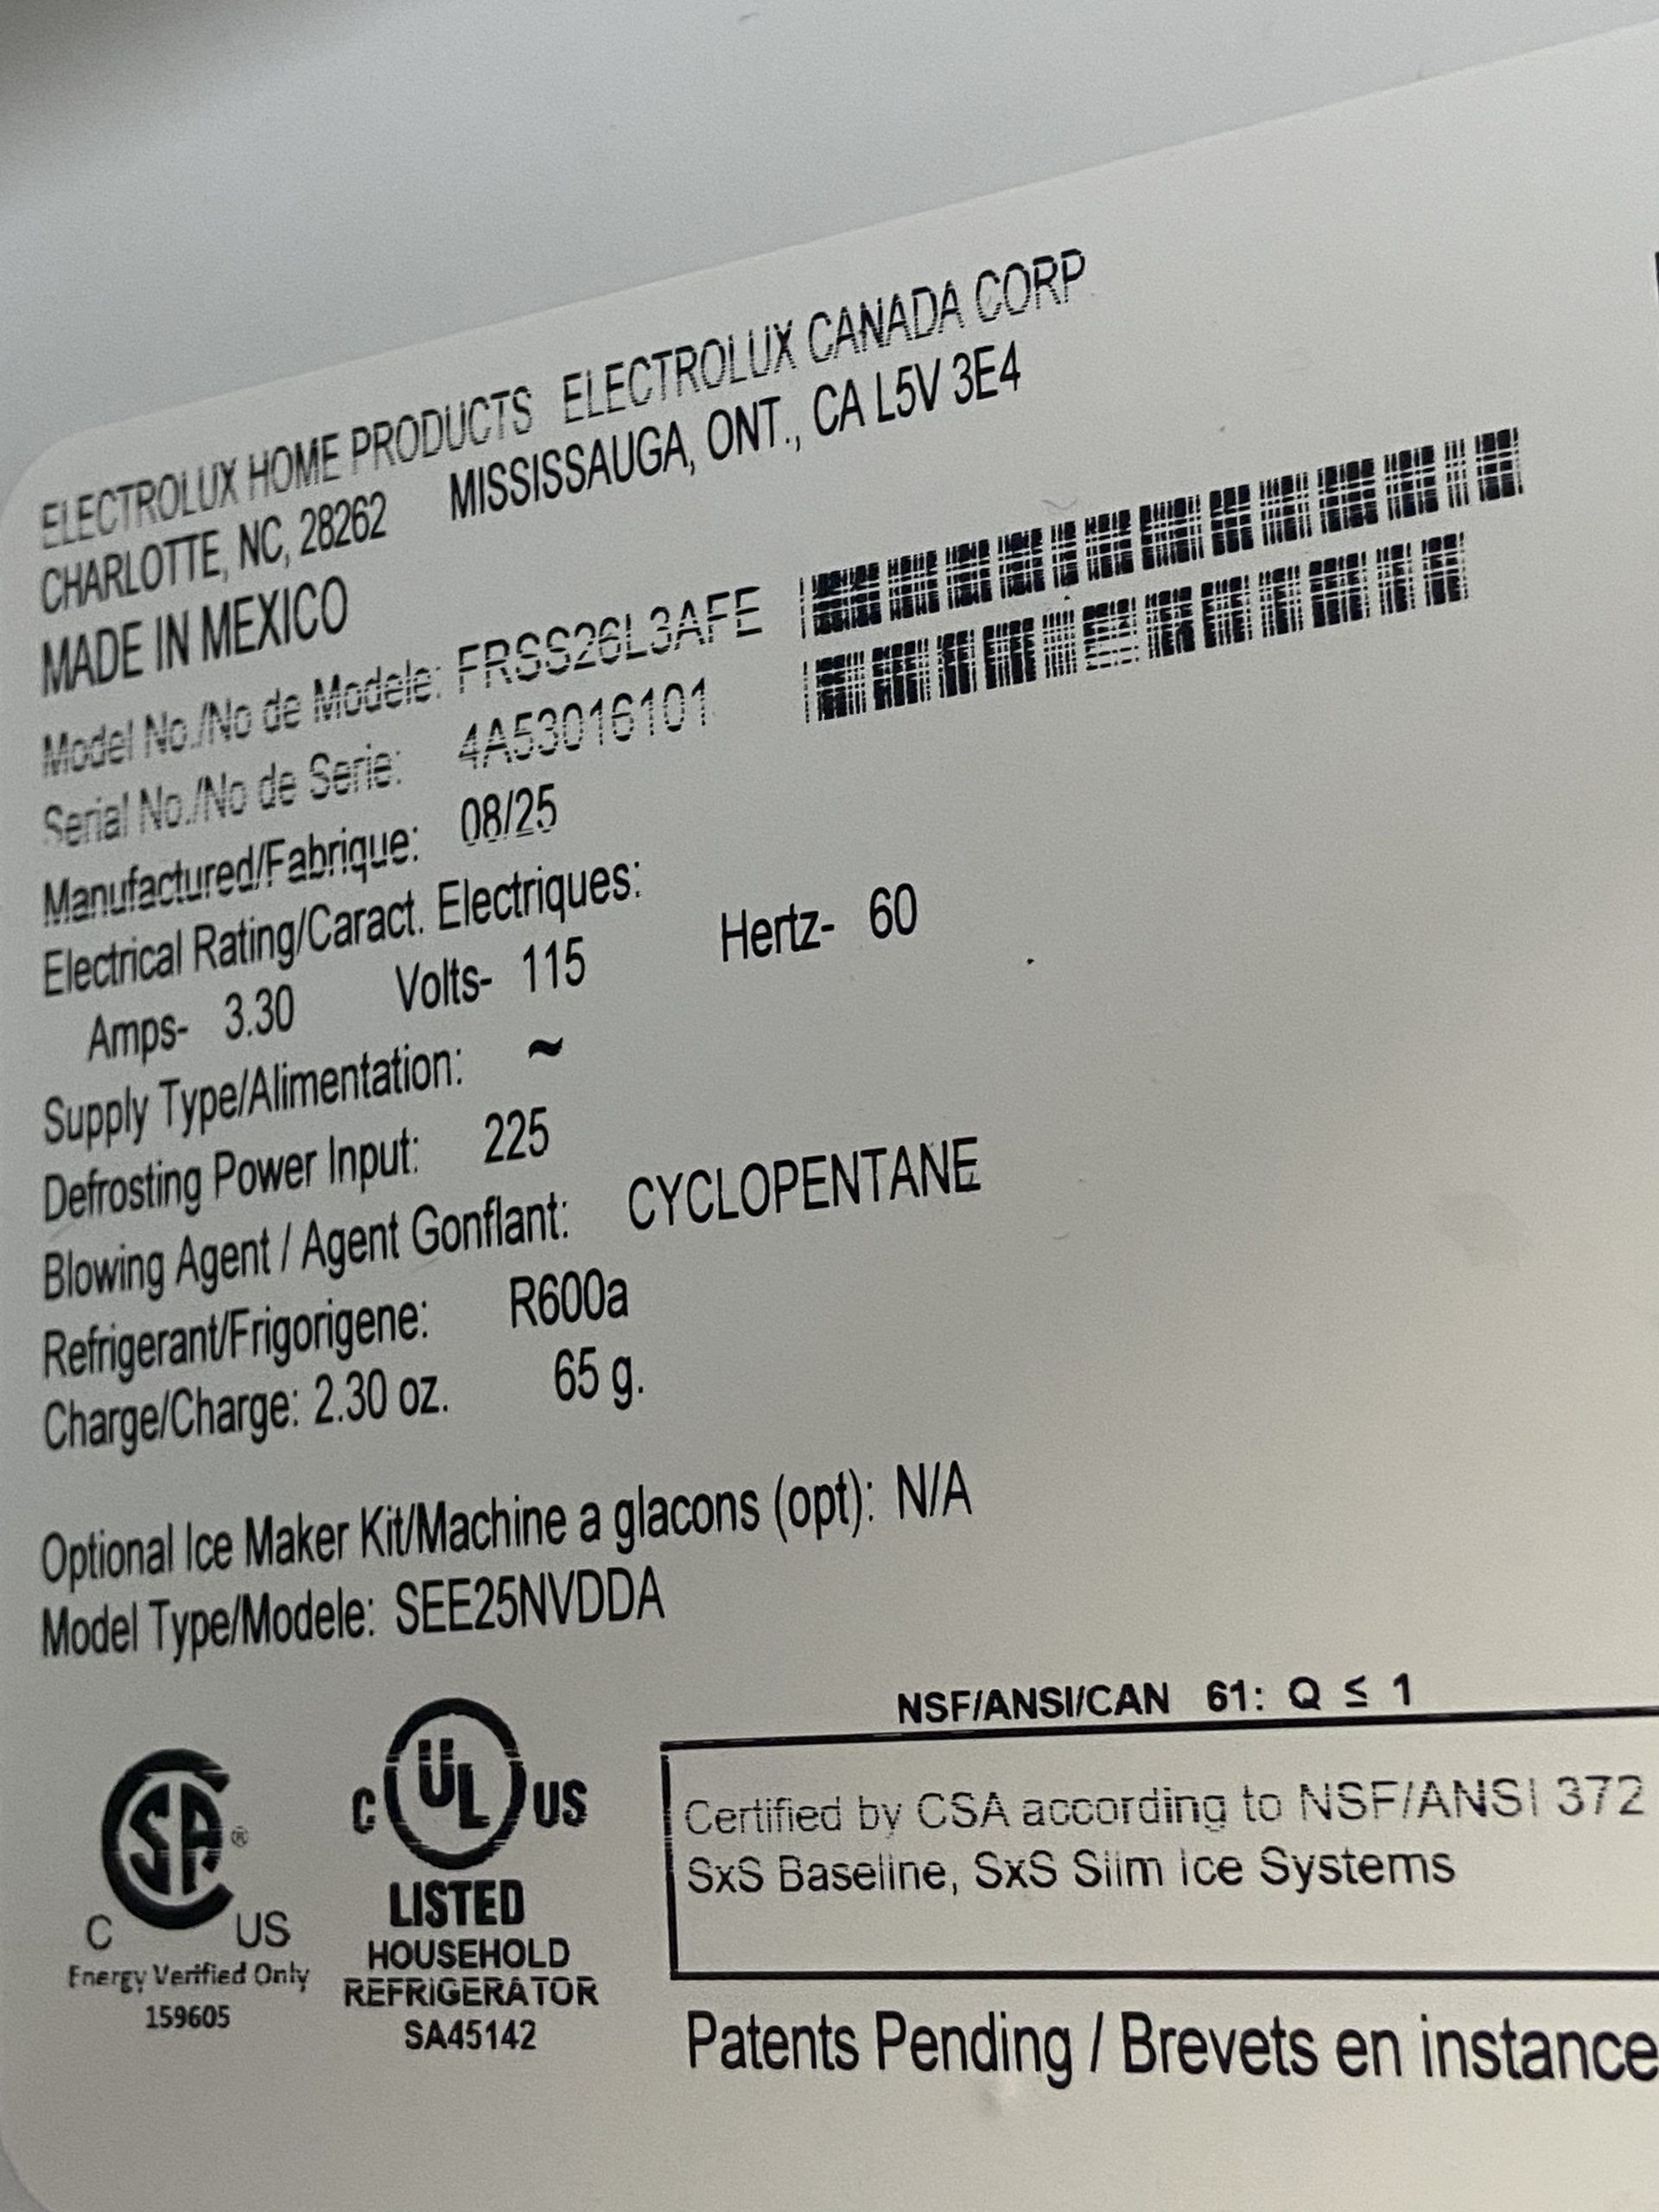 ELECTROLUX HOME PRODUCTS ELECTROLUX CANADA CORP
CHARLOTTE, NC, 28262 MISSISSAUGA, ONT., CA L5V 3E4
MADE IN MEXICO
Model No./No de Modele: FRSS26L3AFE
Serial No./No de Serie: 4A53016101
Manufactured/Fabrique: 08/25
Electrical Rating/Caract. Electriques:
Amps- 3.30 Volts- 115 Hertz- 60
Supply Type/Alimentation: ~
Defrosting Power Input: 225
Blowing Agent / Agent Gonflant: CYCLOPENTANE
Refrigerant/Frigorigene: R600a
Charge/Charge: 2.30 oz. 65 g.
Optional Ice Maker Kit/Machine a glacons (opt): N/A
Model Type/Modele: SEE25NVDDA
NSF/ANSI/CAN 61: Q ≤ 1
Certified by CSA according to NSF/ANSI 372
SxS Baseline, SxS Slim Ice Systems
SA®
C US
Energy Verified Only
159605
C UL US
LISTED
HOUSEHOLD
REFRIGERATOR
SA45142
Patents Pending / Brevets en instance